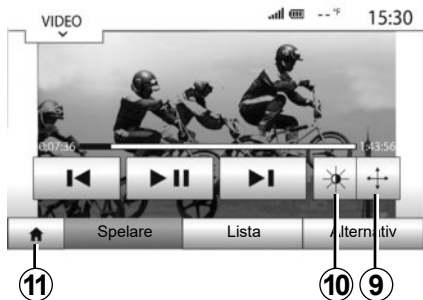 VIDEO
--°F
15:30
0:07:36
1:43:56
Spelare
Lista
Alternativ
11
10
9